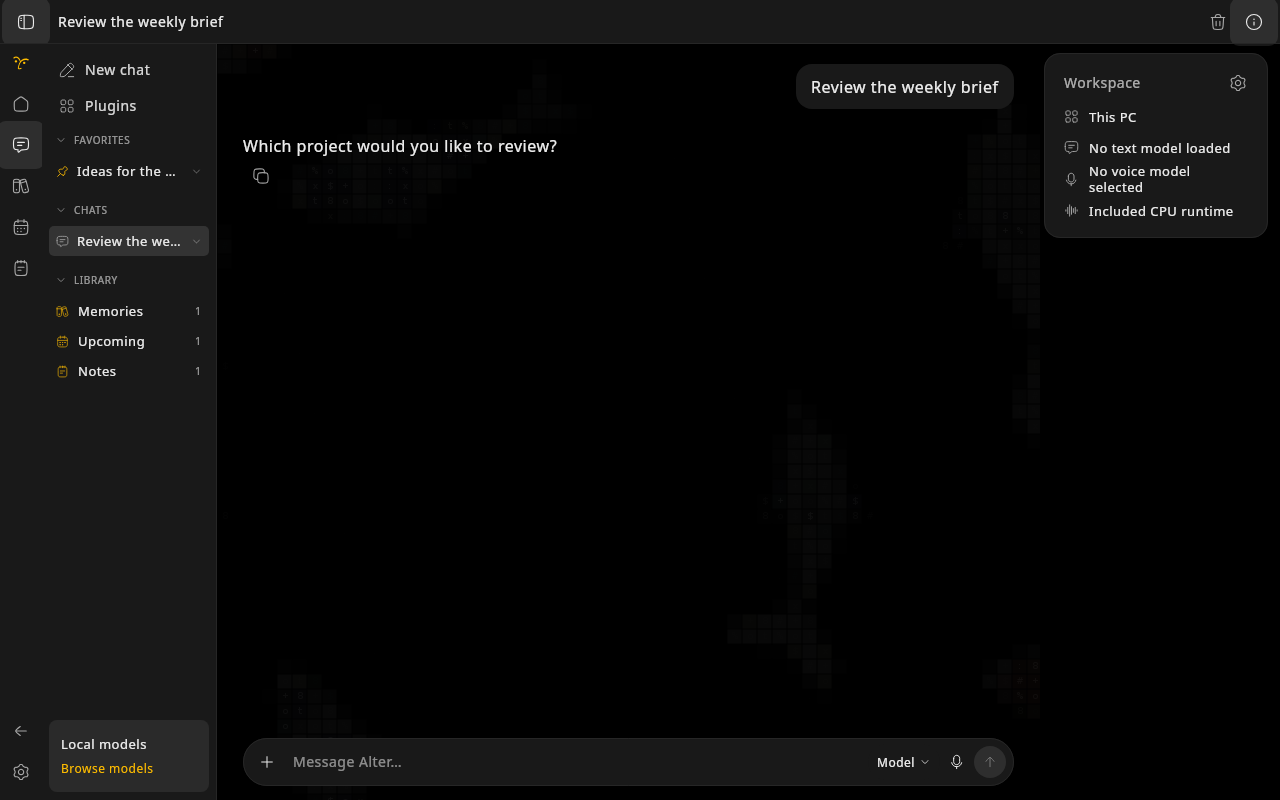 Review the weekly brief
New chat
Plugins
FAVORITES
Ideas for the ...
CHATS
Review the we...
LIBRARY
Memories 1
Upcoming 1
Notes 1
Local models
Browse models
Review the weekly brief
Which project would you like to review?
Message Alter...
Model
Workspace
This PC
No text model loaded
No voice model
selected
Included CPU runtime